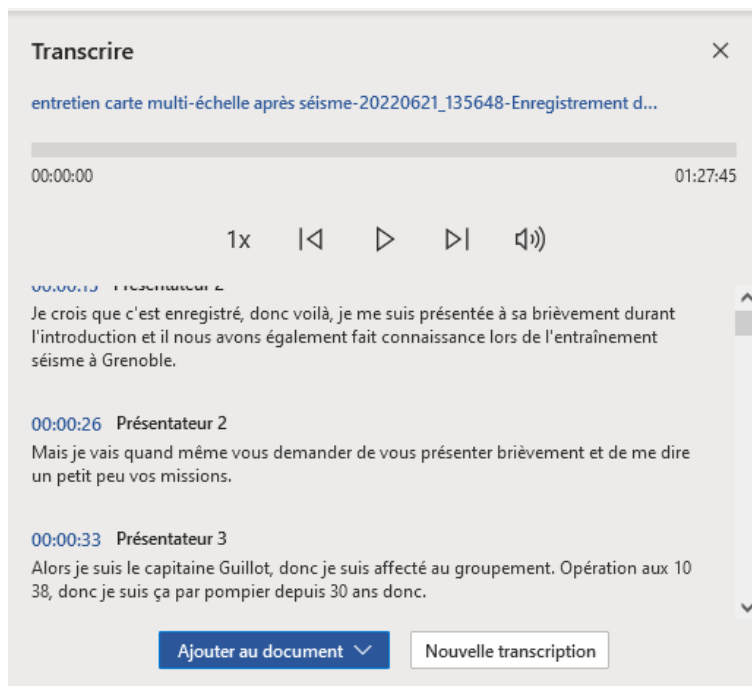 Transcrire
entretien carte multi-échelle après séisme-20220621_135648-Enregistrement d...
00:00:00
01:27:45
1x
00:00:15 Présentateur 2
Je crois que c'est enregistré, donc voilà, je me suis présentée à sa brièvement durant
l'introduction et il nous avons également fait connaissance lors de l'entraînement
séisme à Grenoble.
00:00:26 Présentateur 2
Mais je vais quand même vous demander de vous présenter brièvement et de me dire
un petit peu vos missions.
00:00:33 Présentateur 3
Alors je suis le capitaine Guillot, donc je suis affecté au groupement. Opération aux 10
38, donc je suis ça par pompier depuis 30 ans donc.
Ajouter au document
Nouvelle transcription